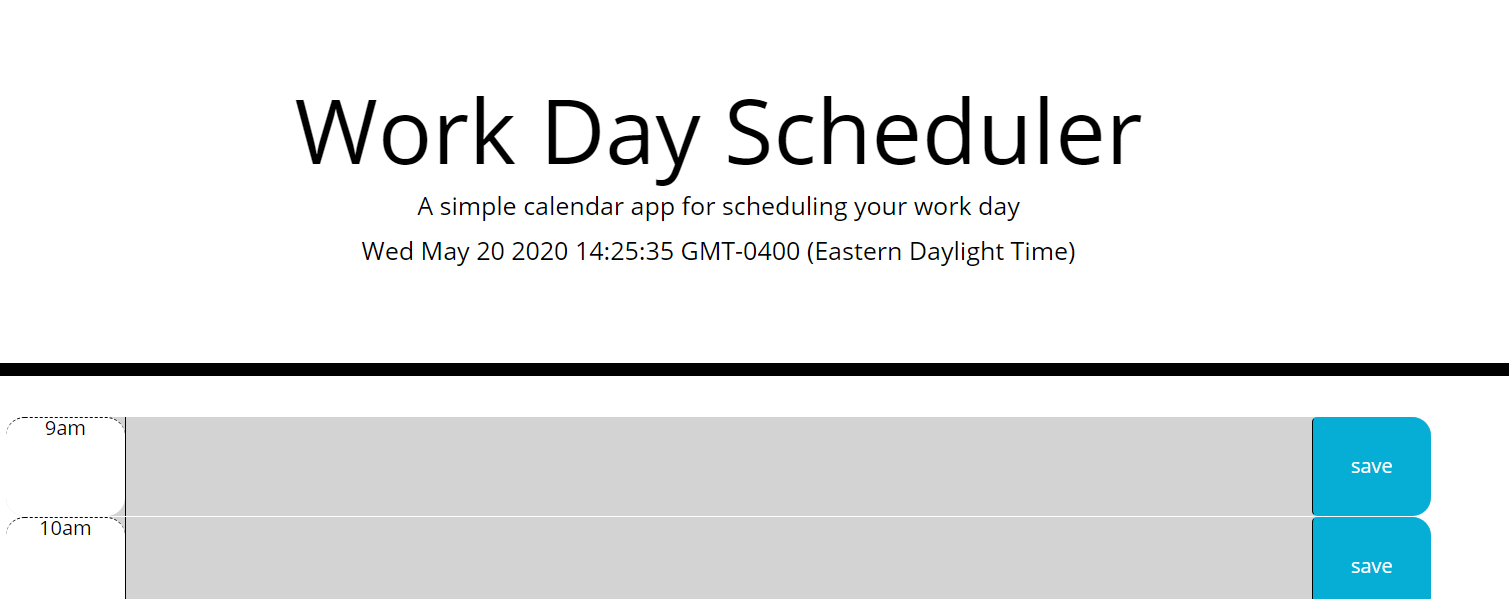 Work Day Scheduler
A simple calendar app for scheduling your work day
Wed May 20 2020 14:25:35 GMT-0400 (Eastern Daylight Time)
9am
save
10am
save